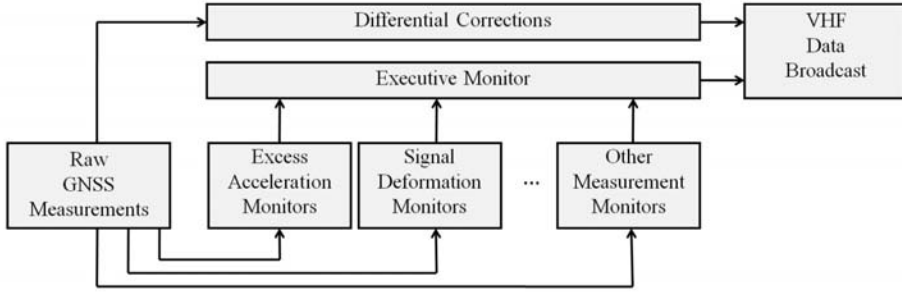 Differential Corrections
VHF
Data
Broadcast
Executive Monitor
Raw
GNSS
Measurements
Excess
Acceleration
Monitors
Signal
Deformation
Monitors
...
Other
Measurement
Monitors